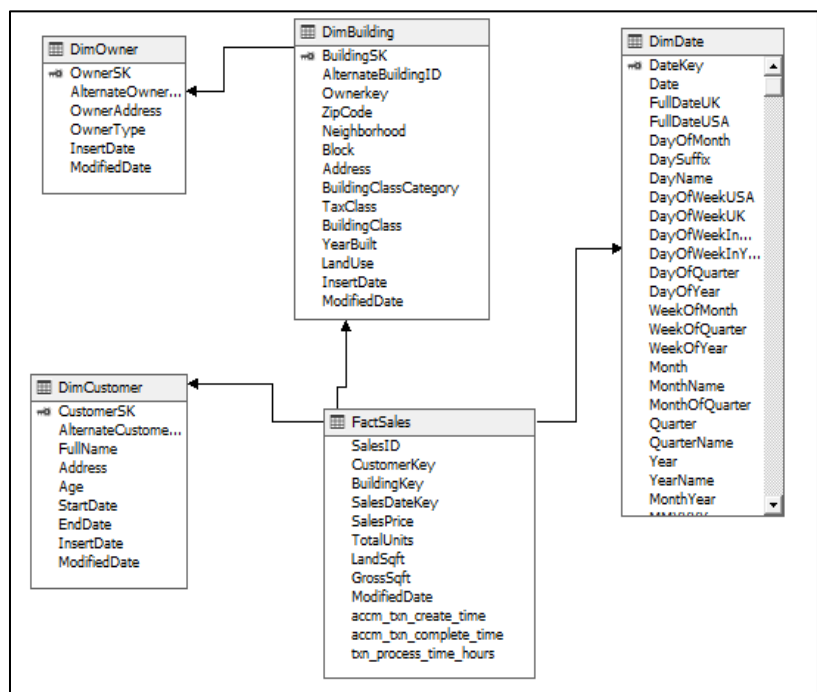 DimOwner
OwnerSK
AlternateOwner...
OwnerAddress
OwnerType
InsertDate
ModifiedDate
DimBuilding
BuildingSK
AlternateBuildingID
Ownerkey
ZipCode
Neighborhood
Block
Address
BuildingClassCategory
TaxClass
BuildingClass
YearBuilt
LandUse
InsertDate
ModifiedDate
DimDate
DateKey
Date
FullDateUK
FullDateUSA
DayOfMonth
DaySuffix
DayName
DayOfWeekUSA
DayOfWeekUK
DayOfWeekIn...
DayOfWeekInY...
DayOfQuarter
DayOfYear
WeekOfMonth
WeekOfQuarter
WeekOfYear
Month
MonthName
MonthOfQuarter
Quarter
QuarterName
Year
YearName
MonthYear
DimCustomer
CustomerSK
AlternateCustome...
FullName
Address
Age
StartDate
EndDate
InsertDate
ModifiedDate
FactSales
SalesID
CustomerKey
BuildingKey
SalesDateKey
SalesPrice
TotalUnits
LandSqft
GrossSqft
ModifiedDate
accm_txn_create_time
accm_txn_complete_time
txn_process_time_hours